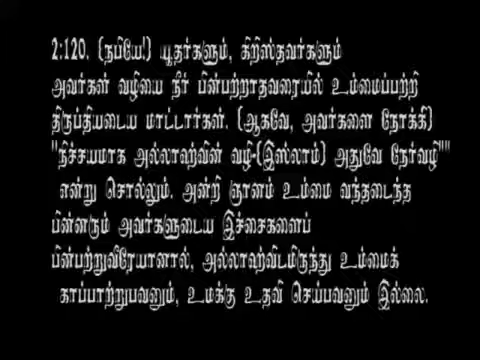 2:120. (நபியே!) யூதர்களும், கிறிஸ்தவர்களும்
அவர்கள் வழியை நீர் பின்பற்றாதவரையில் உம்மைப்பற்றி
திருப்தியடைய மாட்டார்கள். (ஆகவே, அவர்களை நோக்கி)
"நிச்சயமாக அல்லாஹ்வின் வழி-(இஸ்லாம்) அதுவே நேர்வழி""
என்று சொல்லும். அன்றி ஞானம் உம்மை வந்தடைந்த
பின்னரும் அவர்களுடைய இச்சைகளைப்
பின்பற்றுவீரேயானால், அல்லாஹ்விடமிருந்து உம்மைக்
காப்பாற்றுபவனும், உமக்கு உதவி செய்பவனும் இல்லை.